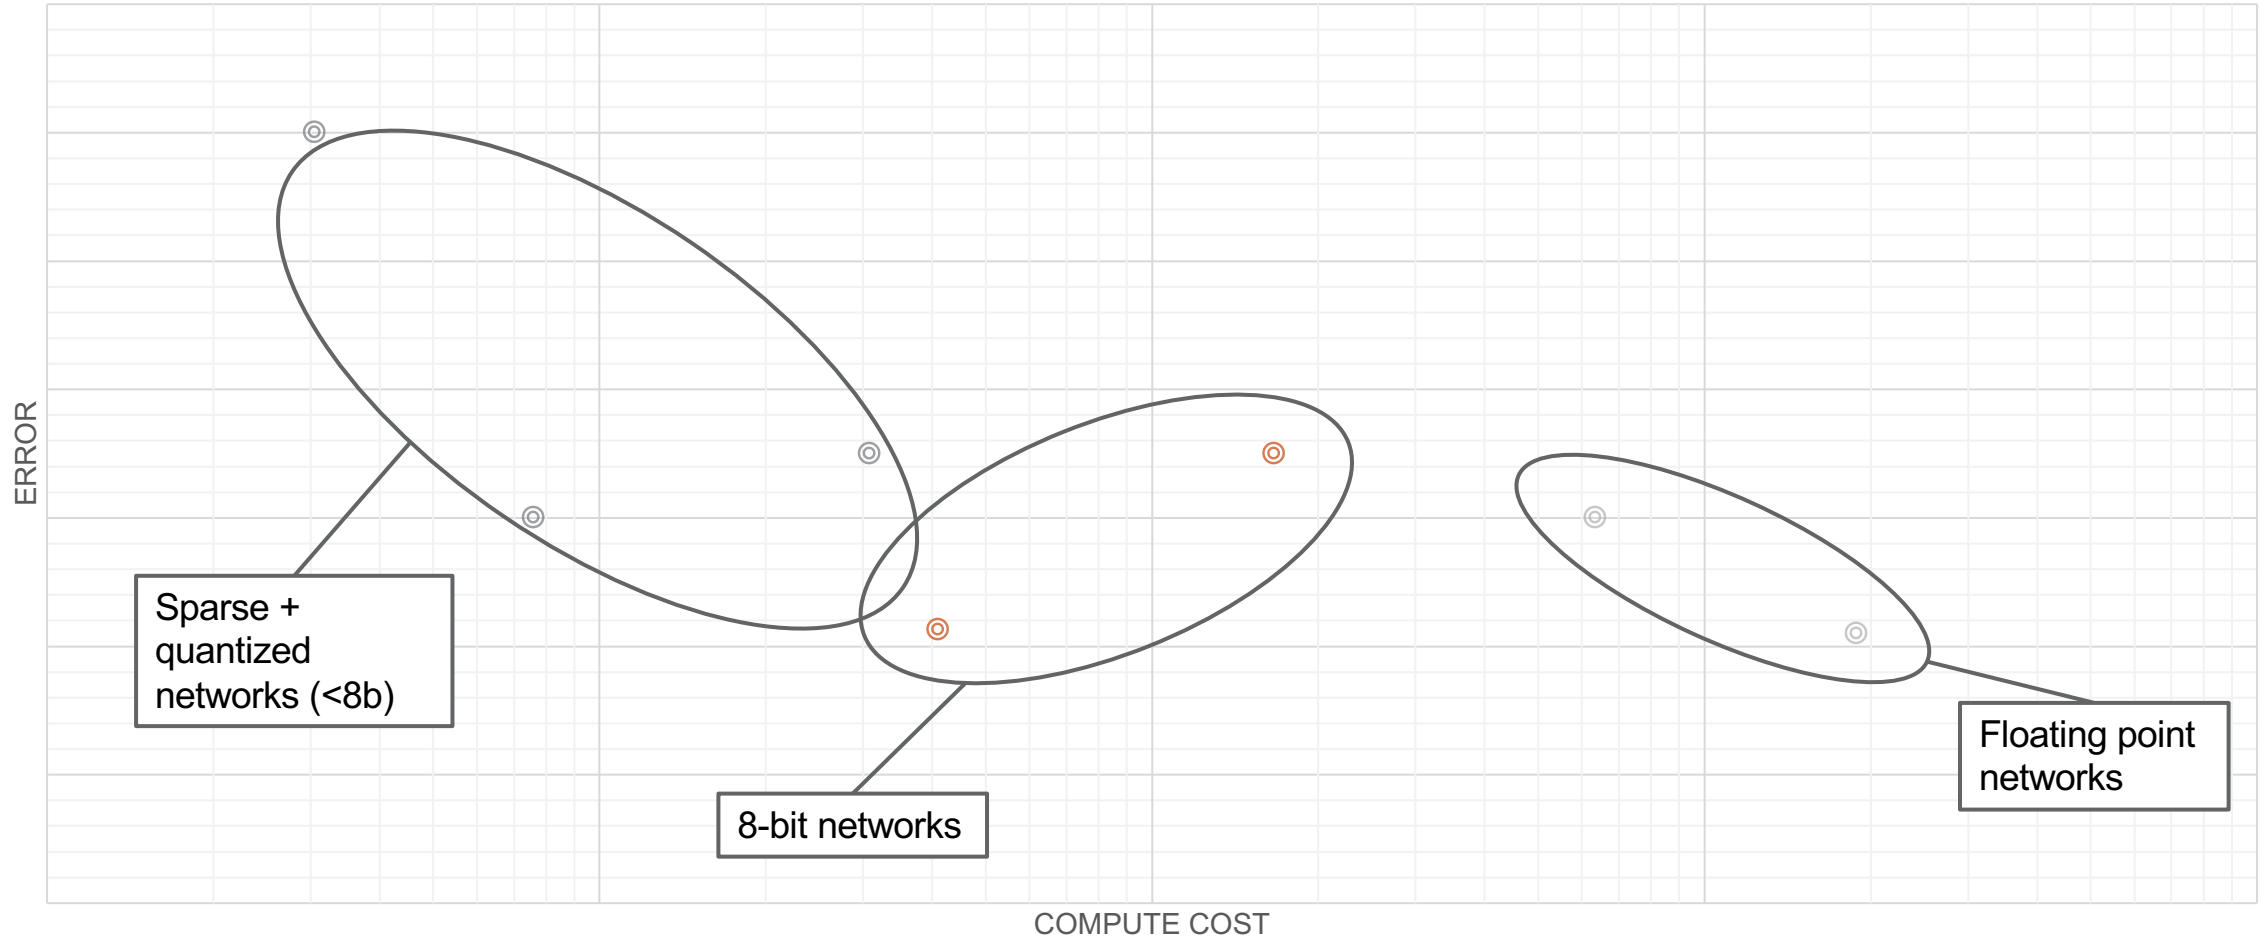 ERROR
Sparse +
quantized
networks (<8b)
8-bit networks
Floating point
networks
COMPUTE COST